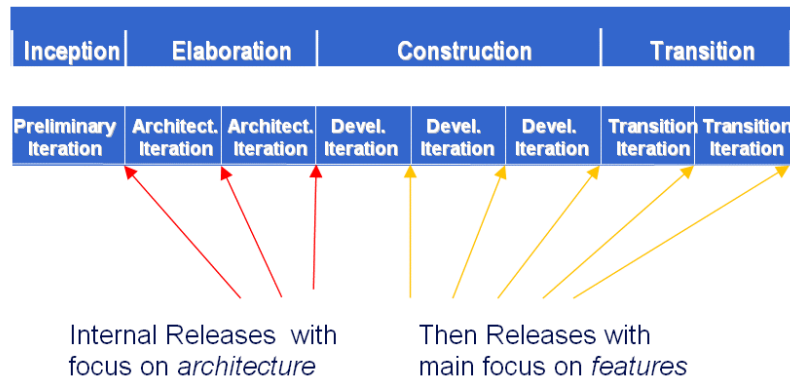 Inception Elaboration Construction Transition
Preliminary Architect. Architect. Devel. Devel. Devel. Transition Transition
Iteration Iteration Iteration Iteration Iteration Iteration Iteration Iteration
Internal Releases with
focus on architecture
Then Releases with
main focus on features